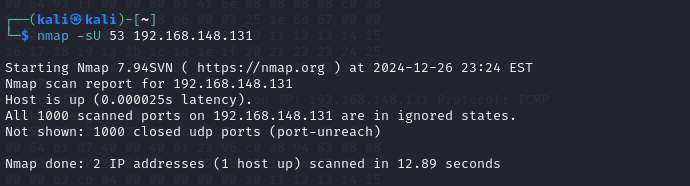 ┌──(kali㉿kali)-[~]
└─$ nmap -sU 53 192.168.148.131
Starting Nmap 7.94SVN ( https://nmap.org ) at 2024-12-26 23:24 EST
Nmap scan report for 192.168.148.131
Host is up (0.000025s latency).
All 1000 scanned ports on 192.168.148.131 are in ignored states.
Not shown: 1000 closed udp ports (port-unreach)
Nmap done: 2 IP addresses (1 host up) scanned in 12.89 seconds